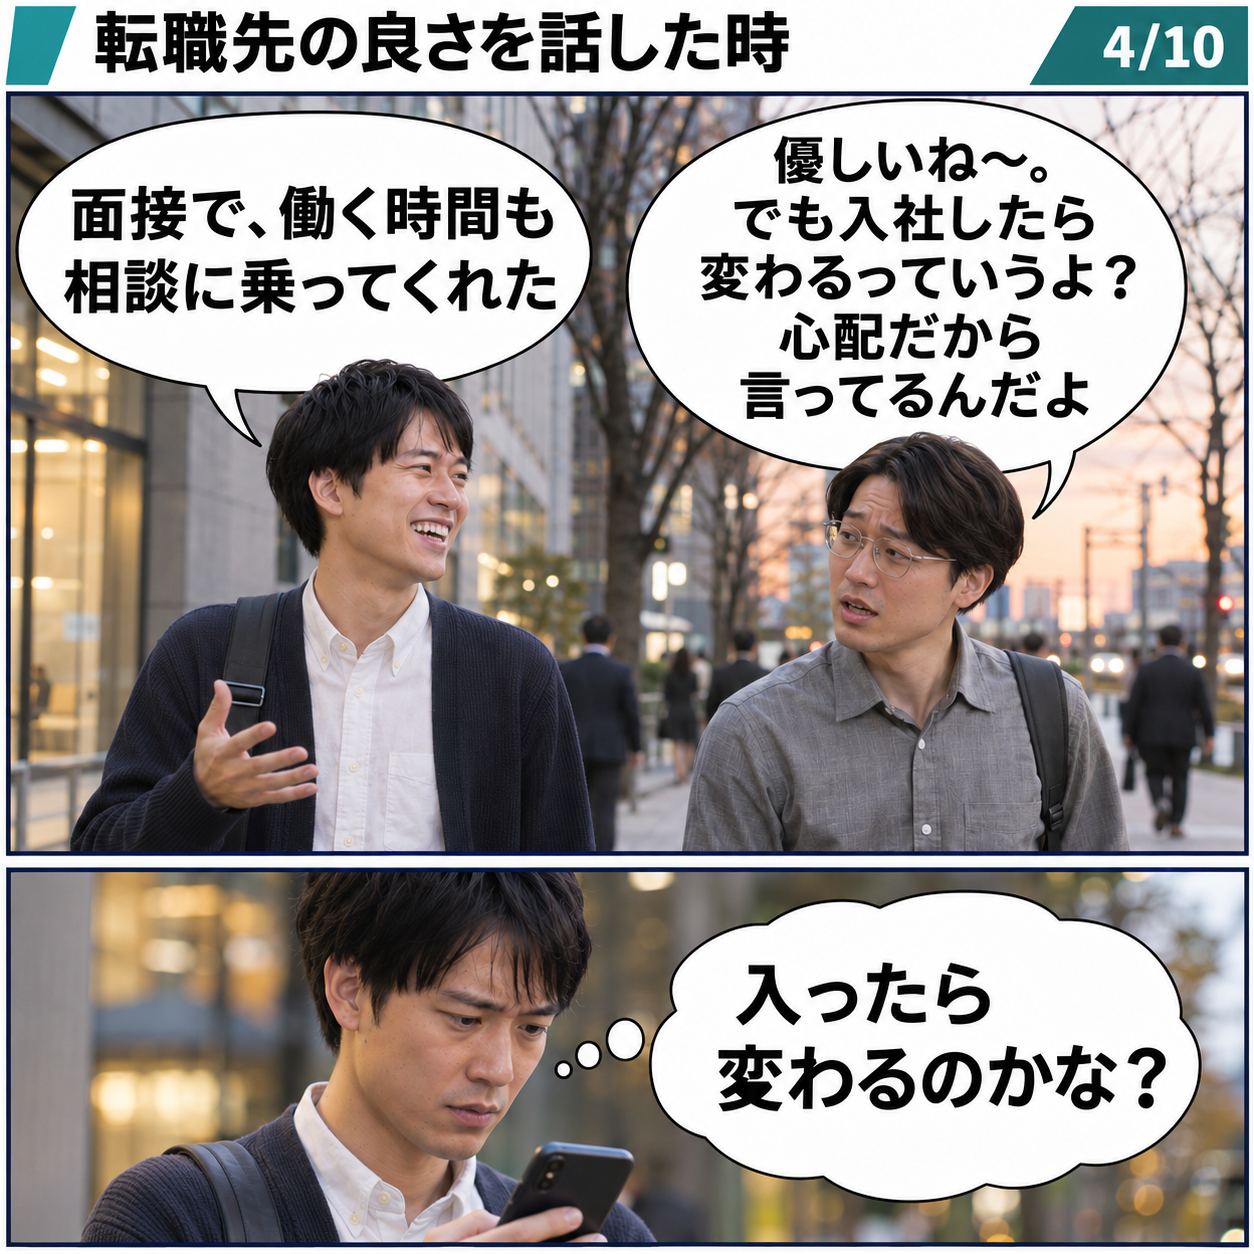 転職先の良さを話した時
4/10
面接で、働く時間も
相談に乗ってくれた
優しいね〜。
でも入社したら
変わるっていうよ？
心配だから
言ってるんだよ
入ったら
変わるのかな？